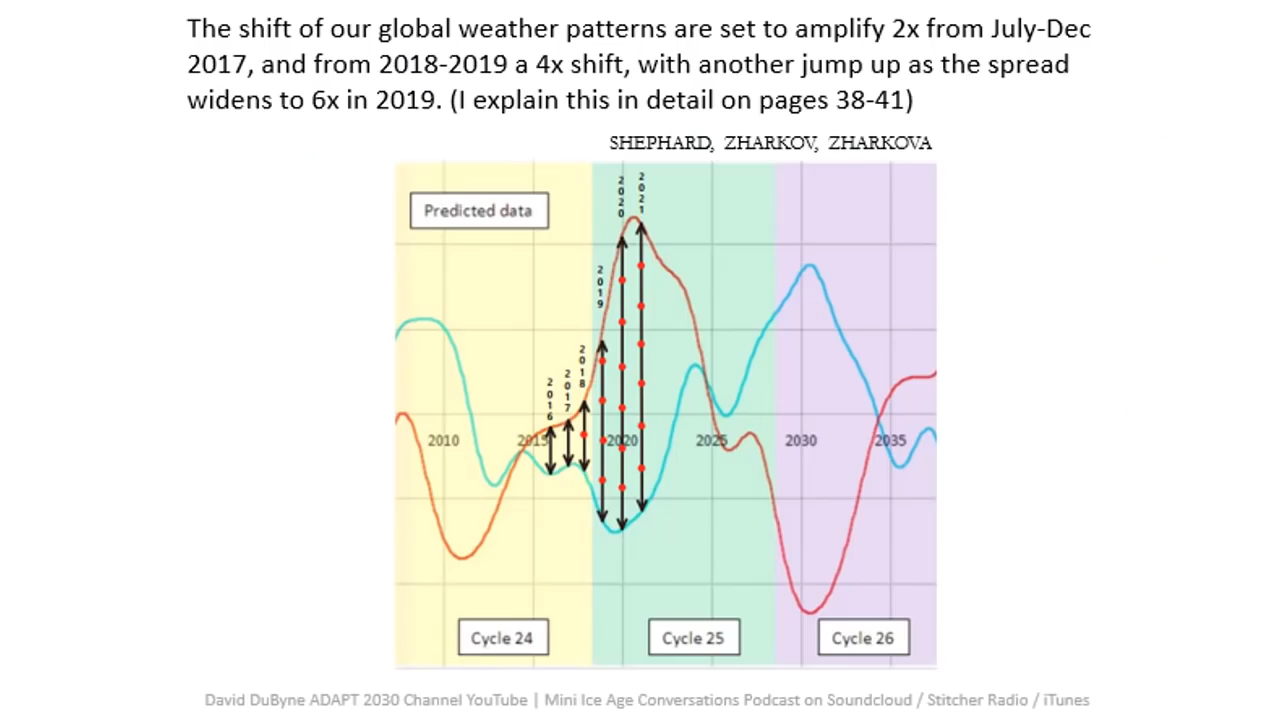 The shift of our global weather patterns are set to amplify 2x from July-Dec
2017, and from 2018-2019 a 4x shift, with another jump up as the spread
widens to 6x in 2019. (I explain this in detail on pages 38-41)
SHEPHARD, ZHARKOV, ZHARKOVA
Predicted data
2016
2017
2018
2019
2020
2021
2010 2015 2020 2025 2030 2035
Cycle 24 Cycle 25 Cycle 26
David DuByne ADAPT 2030 Channel YouTube | Mini Ice Age Conversations Podcast on Soundcloud / Stitcher Radio / iTunes